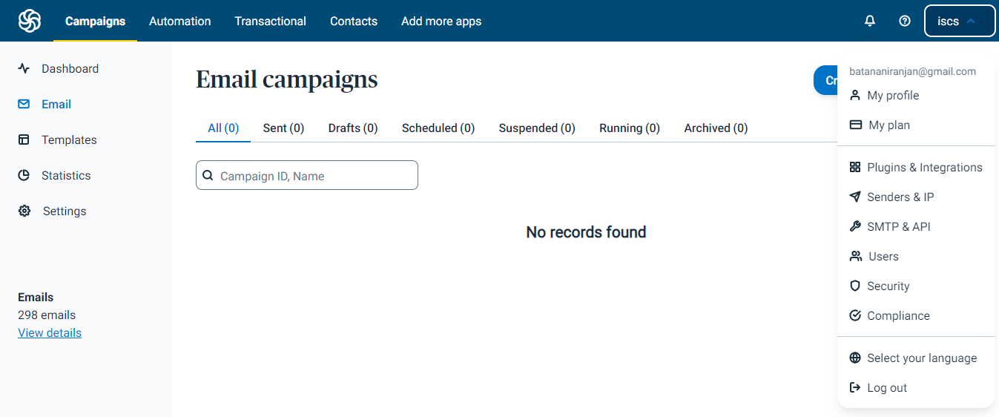 Campaigns Automation Transactional Contacts Add more apps iscs
Dashboard
Email
Templates
Statistics
Settings
Emails
298 emails
View details
Email campaigns
Cr
All (0) Sent (0) Drafts (0) Scheduled (0) Suspended (0) Running (0) Archived (0)
Campaign ID, Name
No records found
batananiranjan@gmail.com
My profile
My plan
Plugins & Integrations
Senders & IP
SMTP & API
Users
Security
Compliance
Select your language
Log out